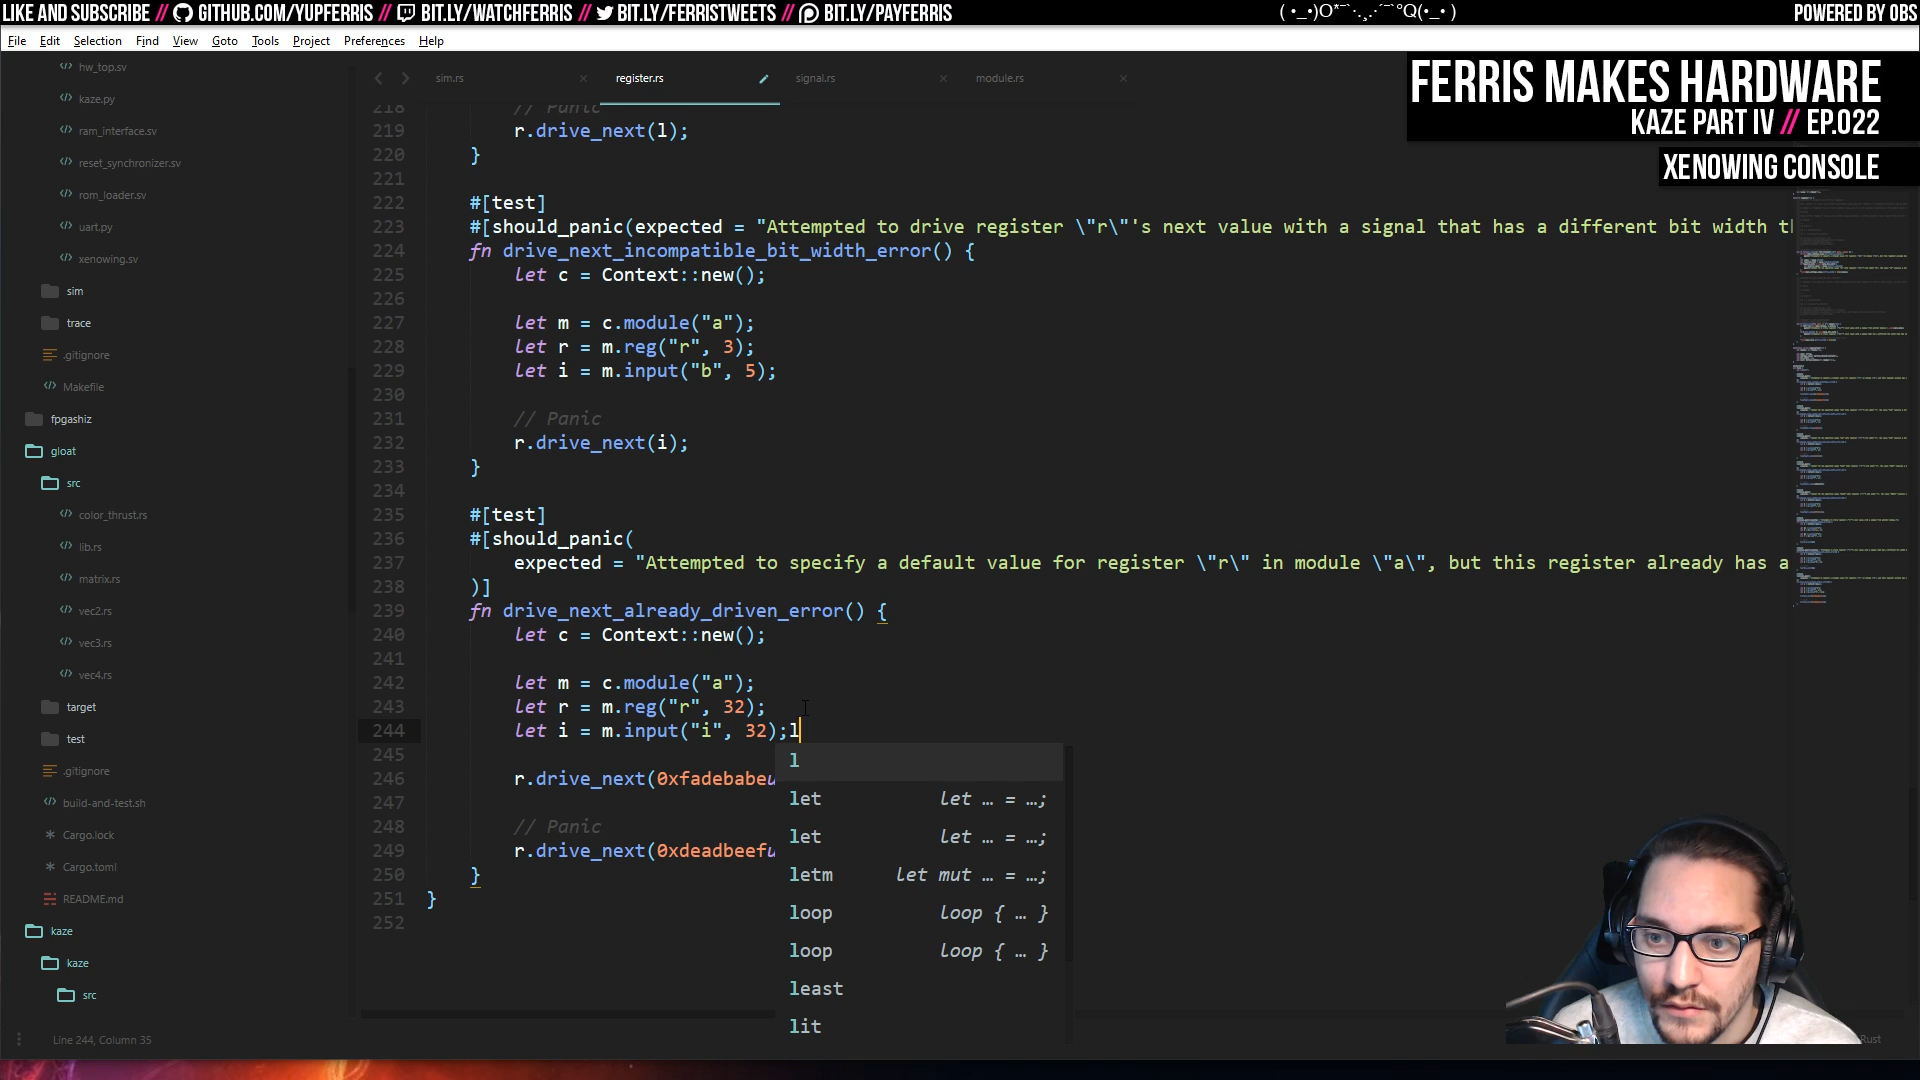 LIKE AND SUBSCRIBE // GITHUB.COM/YUPFERRIS // BIT.LY/WATCHFERRIS // BIT.LY/FERRISTWEETS // BIT.LY/PAYFERRIS
POWERED BY OBS
File Edit Selection Find View Goto Tools Project Preferences Help
FERRIS MAKES HARDWARE
KAZE PART IV // EP.022
XENOWING CONSOLE
hw_top.sv
kaze.py
ram_interface.sv
reset_synchronizer.sv
rom_loader.sv
uart.py
xenowing.sv
sim
trace
.gitignore
Makefile
fpgashiz
gloat
src
color_thrust.rs
lib.rs
matrix.rs
vec2.rs
vec3.rs
vec4.rs
target
test
.gitignore
build-and-test.sh
Cargo.lock
Cargo.toml
README.md
kaze
kaze
src
sim.rs register.rs signal.rs module.rs
218 // Panic
219 r.drive_next(l);
220 }
221
222 #[test]
223 #[should_panic(expected = "Attempted to drive register \"r\"'s next value with a signal that has a different bit width t
224 fn drive_next_incompatible_bit_width_error() {
225 let c = Context::new();
226
227 let m = c.module("a");
228 let r = m.reg("r", 3);
229 let i = m.input("b", 5);
230
231 // Panic
232 r.drive_next(i);
233 }
234
235 #[test]
236 #[should_panic(
237 expected = "Attempted to specify a default value for register \"r\" in module \"a\", but this register already has a
238 )]
239 fn drive_next_already_driven_error() {
240 let c = Context::new();
241
242 let m = c.module("a");
243 let r = m.reg("r", 32);
244 let i = m.input("i", 32);l
245
246 r.drive_next(0xfadebabeu
247
248 // Panic
249 r.drive_next(0xdeadbeefu
250 }
251 }
252
l
let let … = …;
let let … = …;
letm let mut … = …;
loop loop { … }
loop loop { … }
least
lit
Line 244, Column 35
Rust